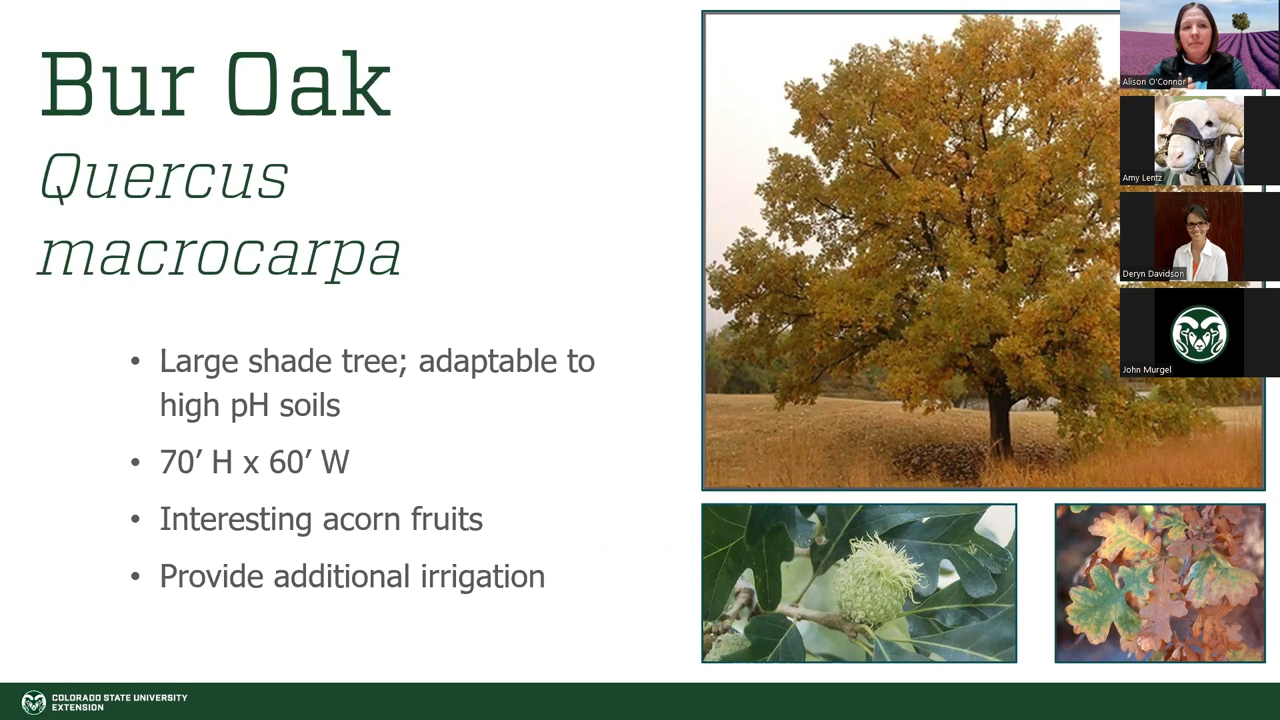 Bur Oak
Quercus
macrocarpa
• Large shade tree; adaptable to
high pH soils
• 70’ H x 60’ W
• Interesting acorn fruits
• Provide additional irrigation
Alison O'Connor
Amy Lentz
Deryn Davidson
John Murgel
COLORADO STATE UNIVERSITY
EXTENSION